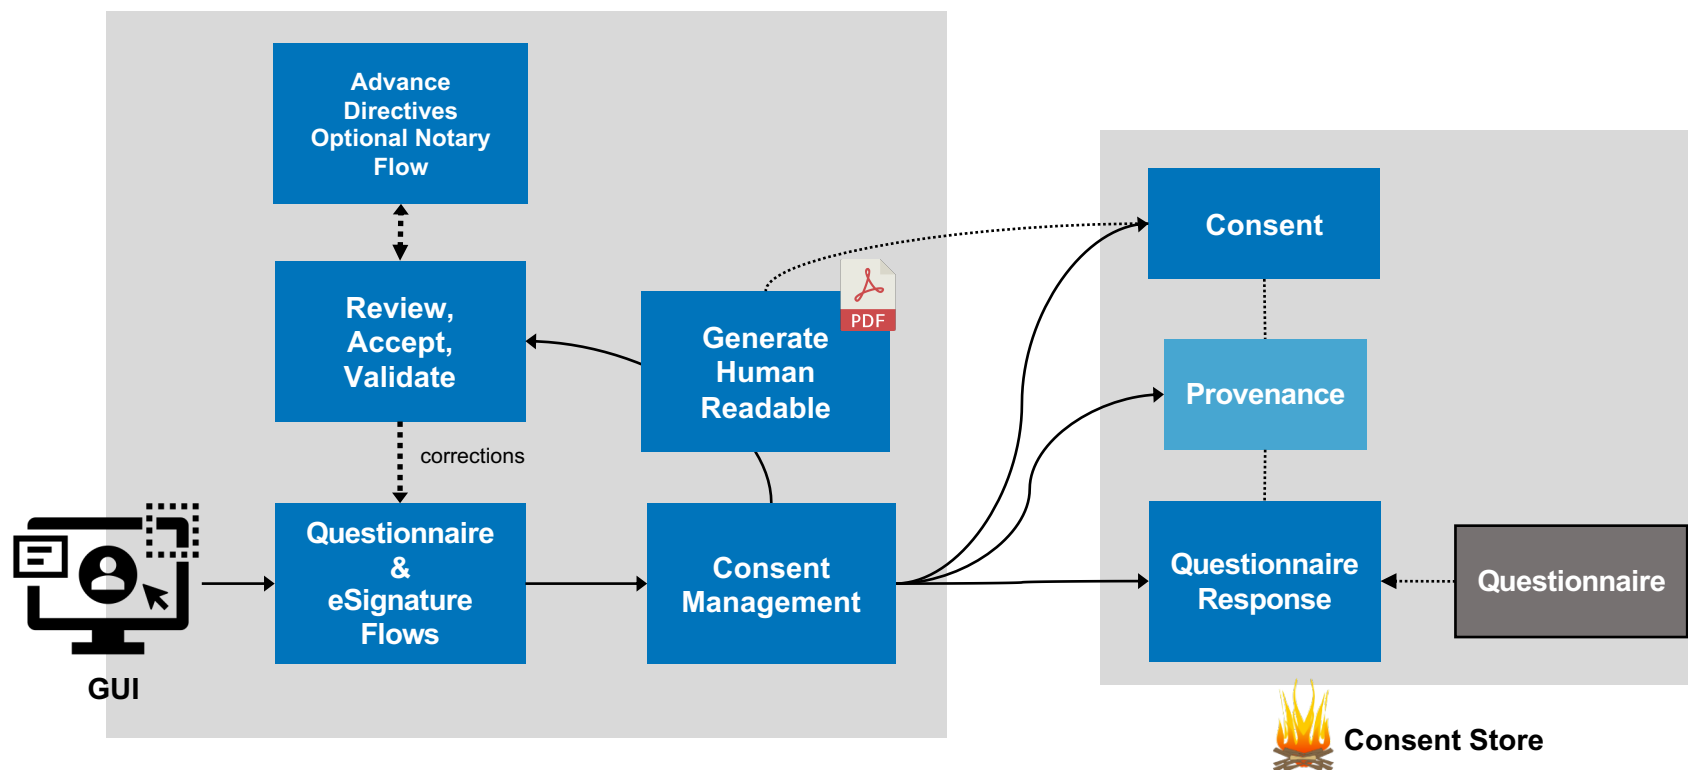 Advance
Directives
Optional Notary
Flow
Review,
Accept,
Validate
corrections
Questionnaire
&
eSignature
Flows
GUI
PDF
Generate
Human
Readable
Consent
Management
Consent
Provenance
Questionnaire
Response
Questionnaire
Consent Store